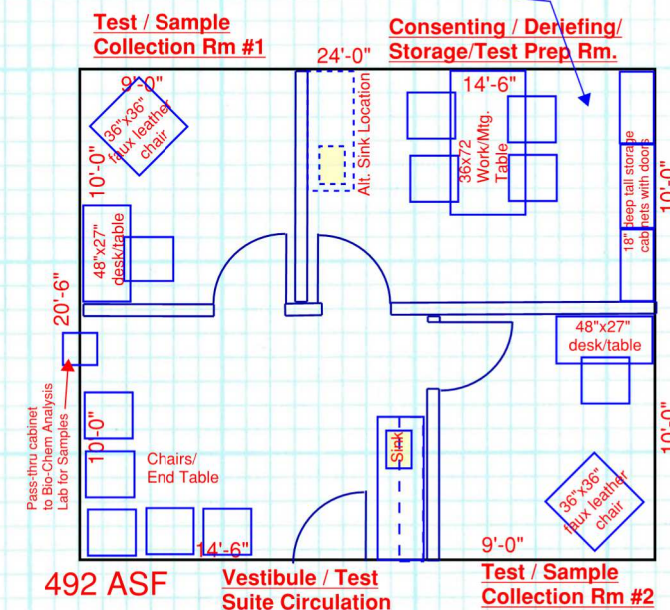 Test / Sample
Collection Rm #1
Consenting / Deriefing/
Storage/Test Prep Rm.
24'-0"
9'-0"
36"x36"
faux leather
chair
10'-0"
48"x27"
desk/table
Alt. Sink Location
14'-6"
36x72
Work/Mtg.
Table
18" deep tall storage
cabinets with doors
10'-0"
20'-6"
Pass-thru cabinet
to Bio-Chem Analysis
Lab for Samples
10'-0"
Chairs/
End Table
14'-6"
Sink
48"x27"
desk/table
10'-0"
36"x36"
faux leather
chair
9'-0"
492 ASF
Vestibule / Test
Suite Circulation
Test / Sample
Collection Rm #2